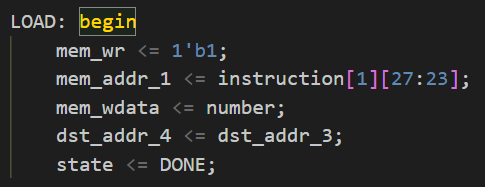 LOAD: begin
mem_wr <= 1'b1;
mem_addr_1 <= instruction[1][27:23];
mem_wdata <= number;
dst_addr_4 <= dst_addr_3;
state <= DONE;